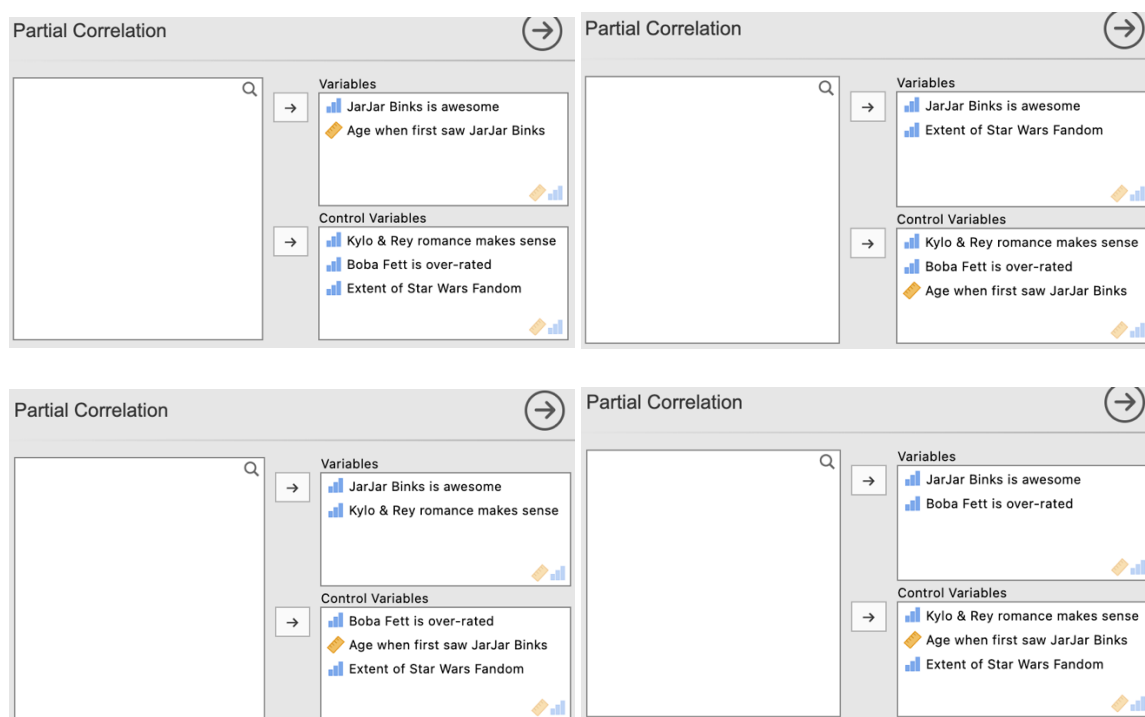 Partial Correlation
Variables
JarJar Binks is awesome
Age when first saw JarJar Binks
Control Variables
Kylo & Rey romance makes sense
Boba Fett is over-rated
Extent of Star Wars Fandom
Partial Correlation
Variables
JarJar Binks is awesome
Extent of Star Wars Fandom
Control Variables
Kylo & Rey romance makes sense
Boba Fett is over-rated
Age when first saw JarJar Binks
Partial Correlation
Variables
JarJar Binks is awesome
Kylo & Rey romance makes sense
Control Variables
Boba Fett is over-rated
Age when first saw JarJar Binks
Extent of Star Wars Fandom
Partial Correlation
Variables
JarJar Binks is awesome
Boba Fett is over-rated
Control Variables
Kylo & Rey romance makes sense
Age when first saw JarJar Binks
Extent of Star Wars Fandom